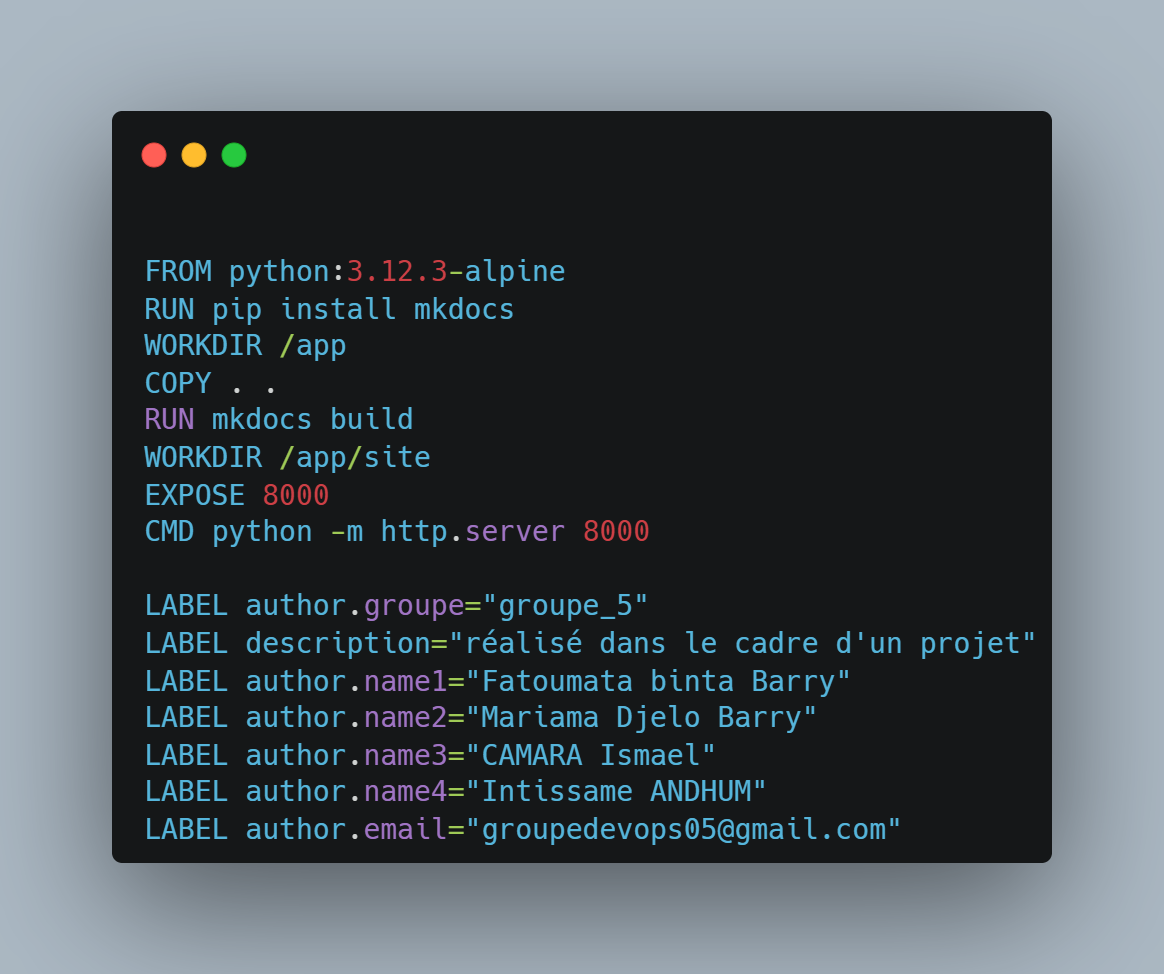 FROM python:3.12.3-alpine
RUN pip install mkdocs
WORKDIR /app
COPY . .
RUN mkdocs build
WORKDIR /app/site
EXPOSE 8000
CMD python -m http.server 8000
LABEL author.groupe="groupe_5"
LABEL description="réalisé dans le cadre d'un projet"
LABEL author.name1="Fatoumata binta Barry"
LABEL author.name2="Mariama Djelo Barry"
LABEL author.name3="CAMARA Ismael"
LABEL author.name4="Intissame ANDHUM"
LABEL author.email="groupedevops05@gmail.com"